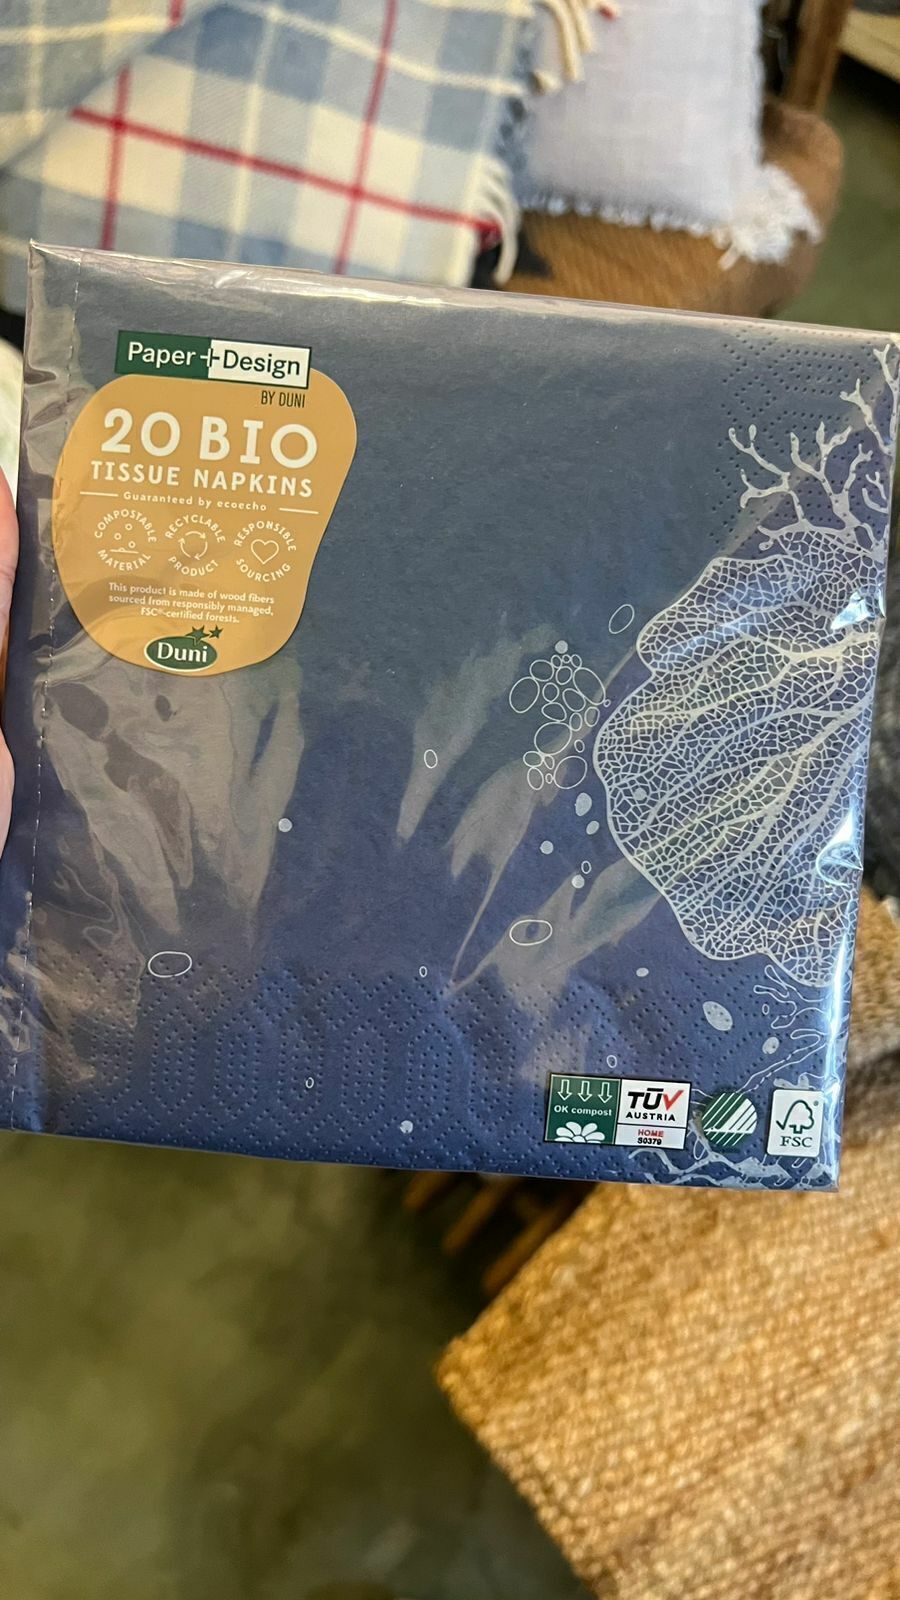 Paper+Design
BY DUNI
20 BIO
TISSUE NAPKINS
Guaranteed by ecoecho
COMPOSTABLE MATERIAL
RECYCLABLE PRODUCT
RESPONSIBLE SOURCING
This product is made of wood fibers
sourced from responsibly managed,
FSC®-certified forests.
Duni
OK compost
TÜV
AUSTRIA
HOME
S0379
FSC